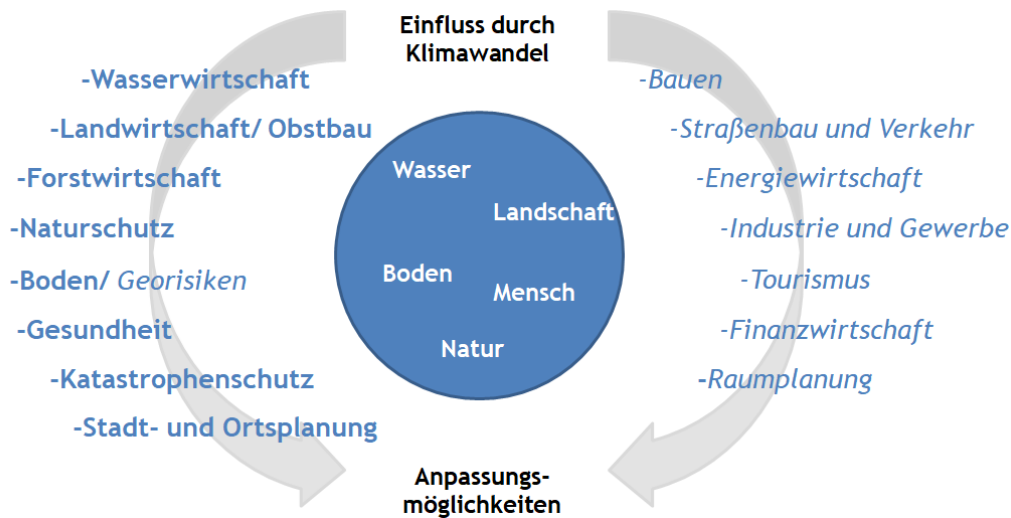 Einfluss durch
Klimawandel
-Wasserwirtschaft
-Landwirtschaft/ Obstbau
-Forstwirtschaft
-Naturschutz
-Boden/ Georisiken
-Gesundheit
-Katastrophenschutz
-Stadt- und Ortsplanung
Wasser
Landschaft
Boden
Mensch
Natur
-Bauen
-Straßenbau und Verkehr
-Energiewirtschaft
-Industrie und Gewerbe
-Tourismus
-Finanzwirtschaft
-Raumplanung
Anpassungs-
möglichkeiten